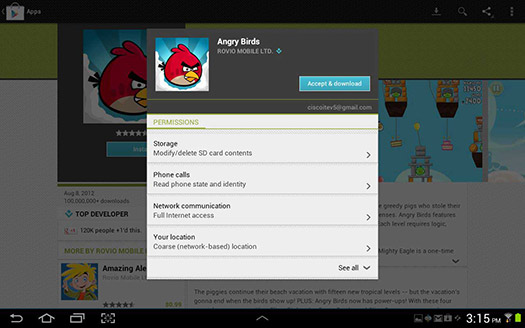 Apps
Angry Birds
ROVIO MOBILE LTD.
Accept & download
ciscoitev5@gmail.com
PERMISSIONS
Storage
Modify/delete SD card contents
Phone calls
Read phone state and identity
Network communication
Full Internet access
Your location
Coarse (network-based) location
See all
Aug 8, 2012
100,000,000+ downloads
TOP DEVELOPER
120K people +1'd this.
MORE BY ROVIO MOBILE
Amazing Ale
Rovio Mobile L
$0.99
greedy pigs who stole their
enses. Angry Birds features
ch level requires logic,
Mighty Eagle is a one-time
The piggies continue their beach vacation with fifteen new tropical levels -- but the vacation's
gonna end when the birds show up! PLUS: Angry Birds now has power-ups! With these four
3:15 PM